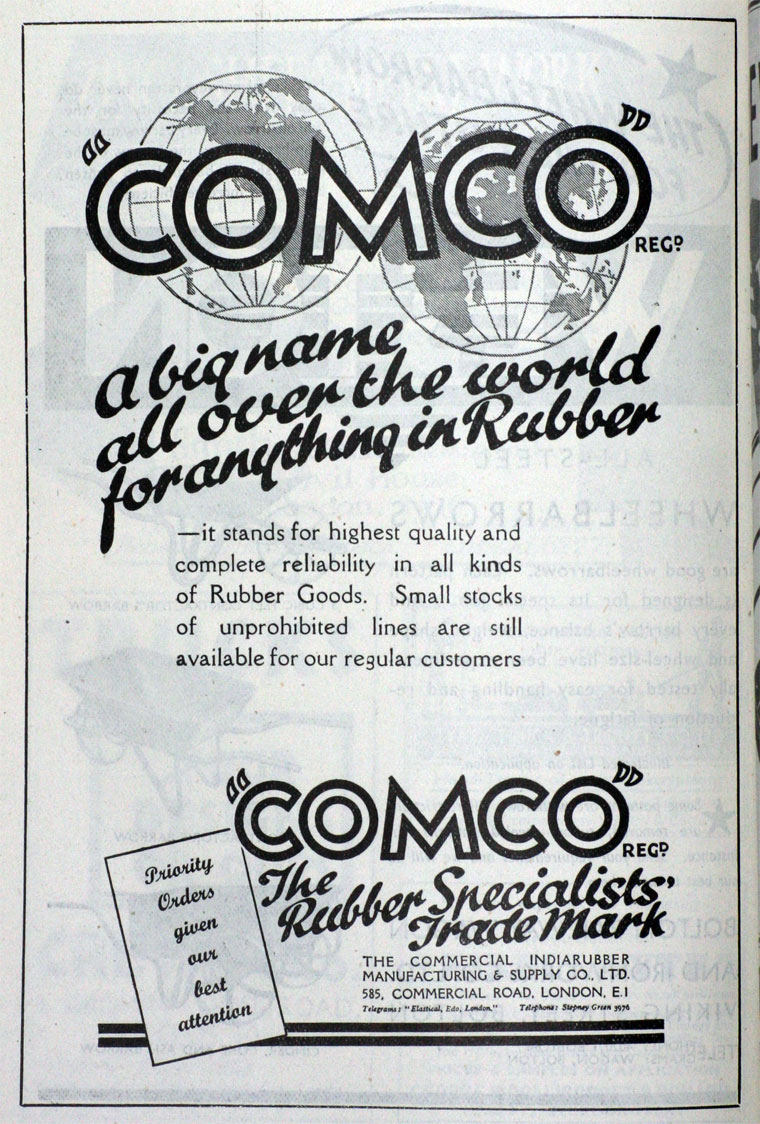 "COMCO"
REGD
A big name
all over the world
for anything in Rubber
—it stands for highest quality and
complete reliability in all kinds
of Rubber Goods. Small stocks
of unprohibited lines are still
available for our regular customers
"COMCO"
REGD
Priority
Orders
given
our
best
attention
The
Rubber Specialists'
Trade Mark
THE COMMERCIAL INDIARUBBER
MANUFACTURING & SUPPLY CO., LTD.
585, COMMERCIAL ROAD, LONDON, E.1
Telegrams: "Elastical, Edo, London." Telephone: Stepney Green 3976
ALL-STEEL
WHEELBARROWS